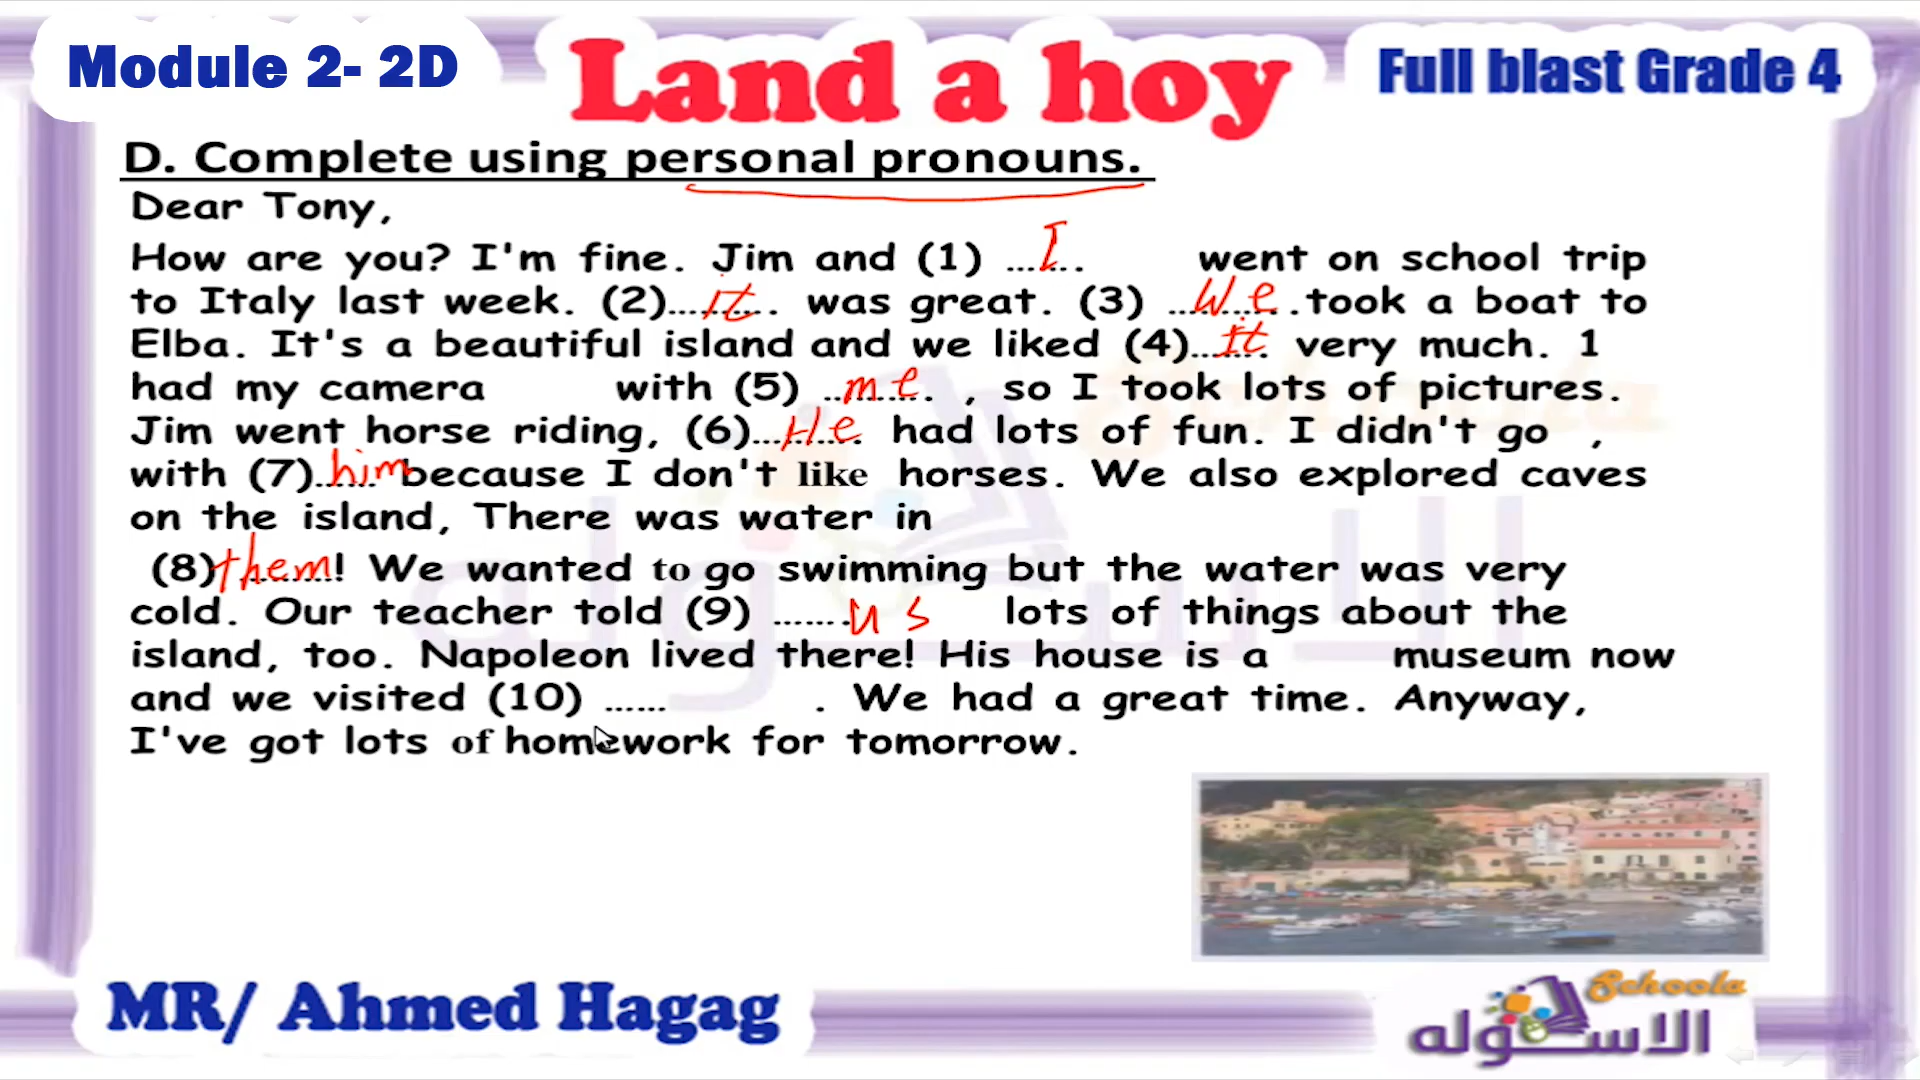 Module 2- 2D
Land a hoy
Full blast Grade 4
D. Complete using personal pronouns.
Dear Tony,
How are you? I'm fine. Jim and (1) ...I... went on school trip
to Italy last week. (2)...it... was great. (3) ...We... took a boat to
Elba. It's a beautiful island and we liked (4)...It... very much. 1
had my camera with (5) ...me... , so I took lots of pictures.
Jim went horse riding, (6)...He... had lots of fun. I didn't go ,
with (7)...him because I don't like horses. We also explored caves
on the island, There was water in
(8)them...! We wanted to go swimming but the water was very
cold. Our teacher told (9) ...us lots of things about the
island, too. Napoleon lived there! His house is a museum now
and we visited (10) ...... . We had a great time. Anyway,
I've got lots of homework for tomorrow.
MR/ Ahmed Hagag
Schoola
الاسكوله